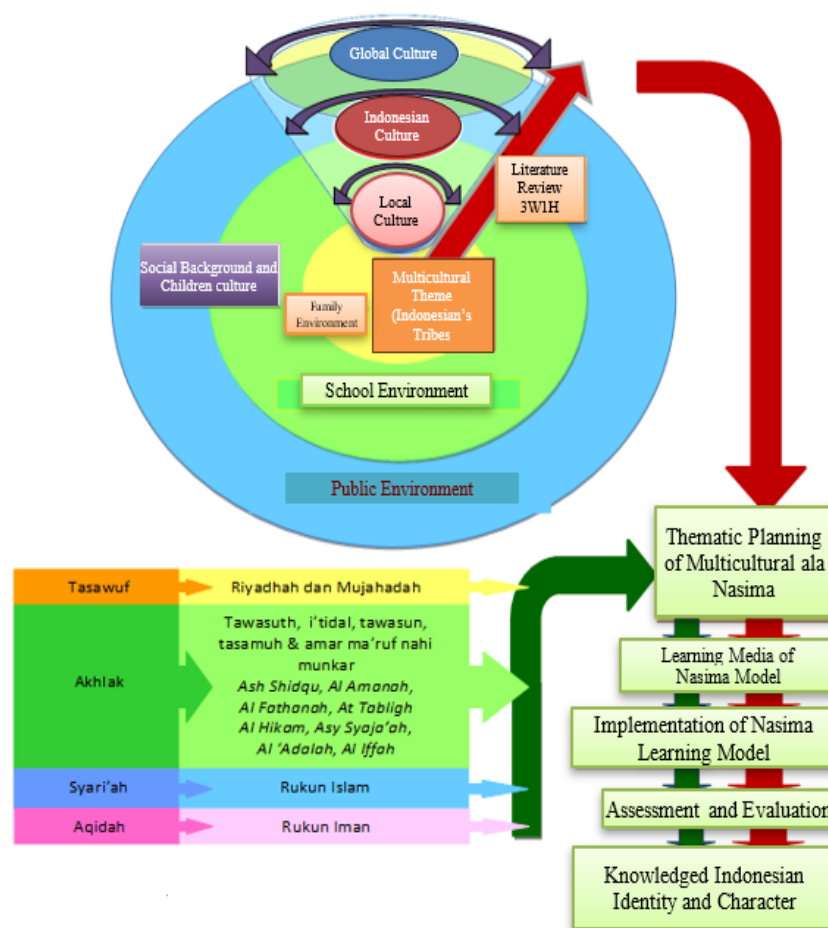 Global Culture
Indonesian
Culture
Literature
Review
3W1H
Local
Culture
Social Background and
Children culture
Multicultural
Theme
(Indonesian's
Tribes
Family
Environment
School Environment
Public Environment
Thematic Planning
of Multicultural ala
Nasima
Tasawuf
Riyadhah dan Mujahadah
Akhlak
Tawasuth, i'tidal, tawasun,
tasamuh & amar ma'ruf nahi
munkar
Ash Shidqu, Al Amanah,
Al Fathanah, At Tabligh
Al Hikam, Asy Syaja'ah,
Al 'Adalah, Al Iffah
Syari'ah
Rukun Islam
Aqidah
Rukun Iman
Learning Media of
Nasima Model
Implementation of Nasima
Learning Model
Assessment and Evaluation
Knowledged Indonesian
Identity and Character